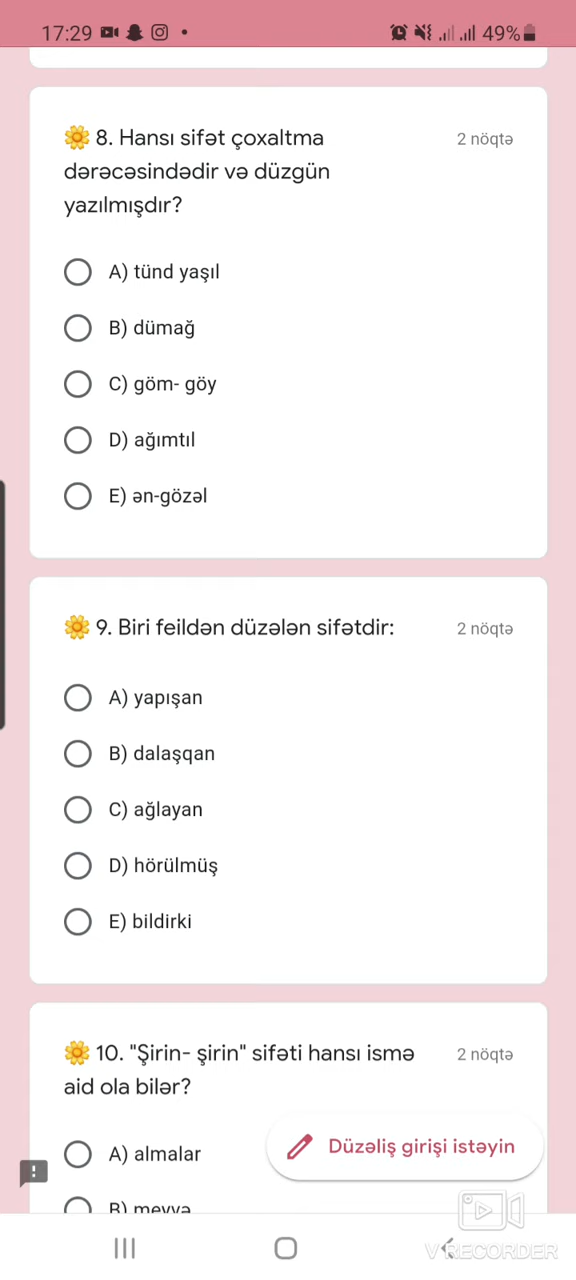 17:29
49%
8. Hansı sifət çoxaltma
2 nöqtə
dərəcəsindədir və düzgün
yazılmışdır?
A) tünd yaşıl
B) dümağ
C) göm- göy
D) ağımtıl
E) ən-gözəl
9. Biri feildən düzələn sifətdir:
2 nöqtə
A) yapışan
B) dalaşqan
C) ağlayan
D) hörülmüş
E) bildirki
10. "Şirin- şirin" sifəti hansı ismə
2 nöqtə
aid ola bilər?
A) almalar
Düzəliş girişi istəyin
B) meyvə
V RECORDER